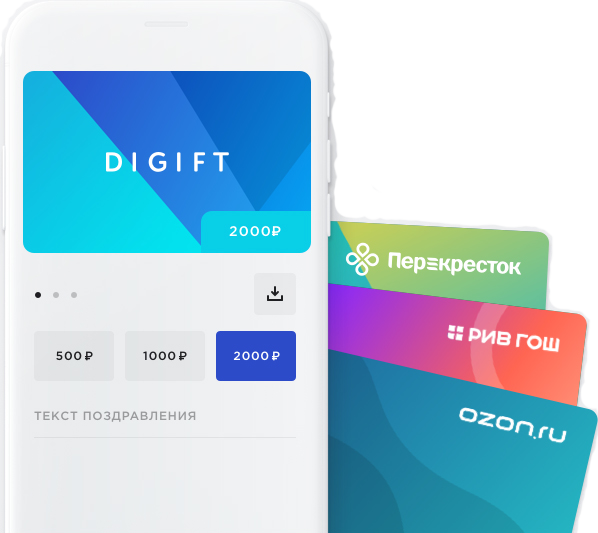 DIGIFT
2000₽
500₽
1000₽
2000₽
ТЕКСТ ПОЗДРАВЛЕНИЯ
Перекресток
РИВ ГОШ
ozon.ru